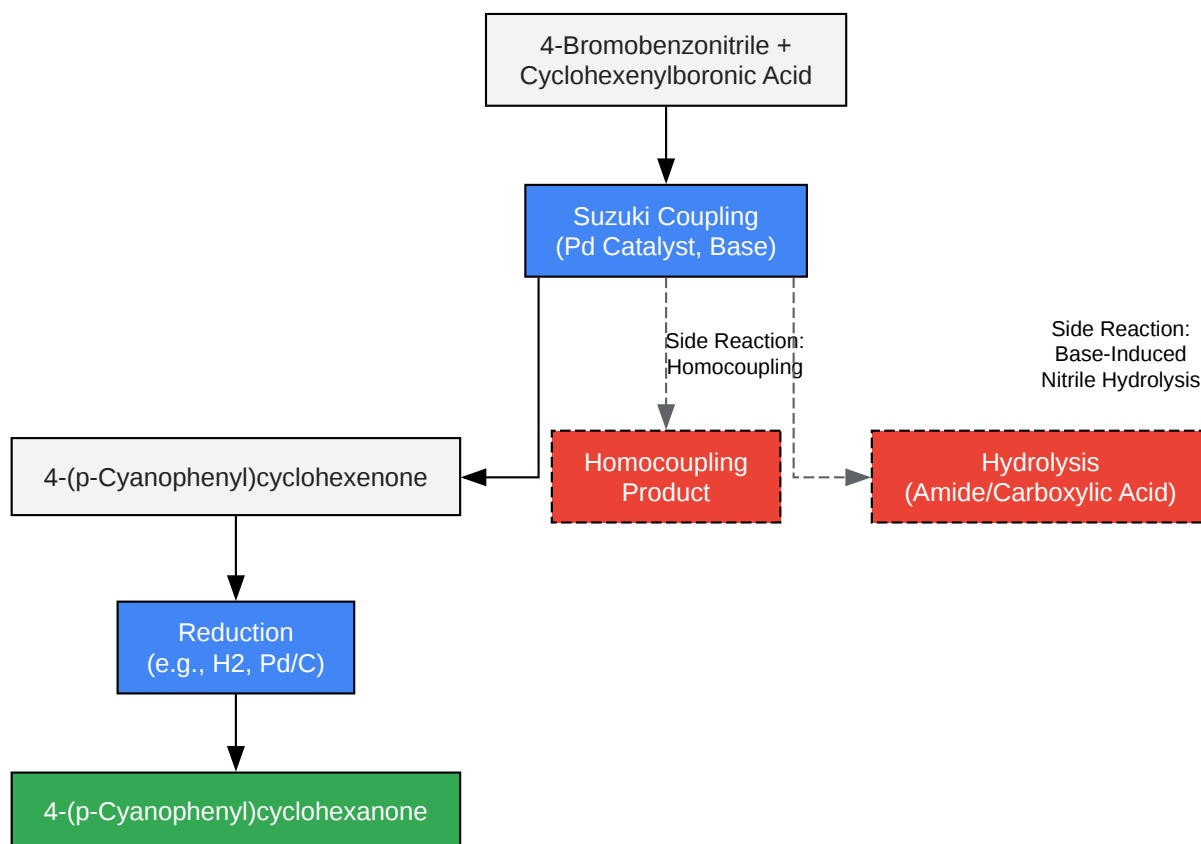 4-Bromobenzonitrile +
Cyclohexenylboronic Acid
Suzuki Coupling
(Pd Catalyst, Base)
Side Reaction:
Homocoupling
Side Reaction:
Base-Induced
Nitrile Hydrolysis
4-(p-Cyanophenyl)cyclohexenone
Homocoupling
Product
Hydrolysis
(Amide/Carboxylic Acid)
Reduction
(e.g., H2, Pd/C)
4-(p-Cyanophenyl)cyclohexanone